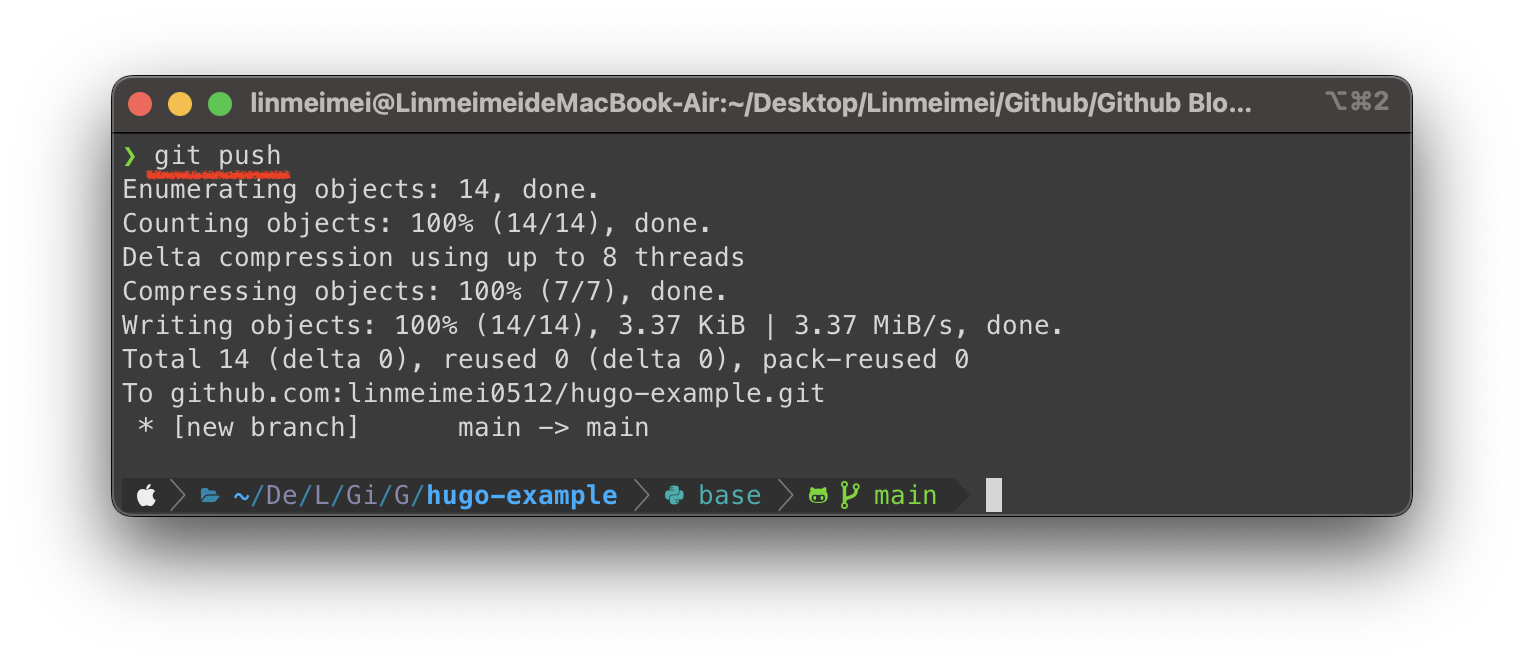 linmeimei@LinmeimeideMacBook-Air:~/Desktop/Linmeimei/Github/Github Blo... ⌥⌘2
❯ git push
Enumerating objects: 14, done.
Counting objects: 100% (14/14), done.
Delta compression using up to 8 threads
Compressing objects: 100% (7/7), done.
Writing objects: 100% (14/14), 3.37 KiB | 3.37 MiB/s, done.
Total 14 (delta 0), reused 0 (delta 0), pack-reused 0
To github.com:linmeimei0512/hugo-example.git
 * [new branch]      main -> main
~/De/L/Gi/G/hugo-example base main